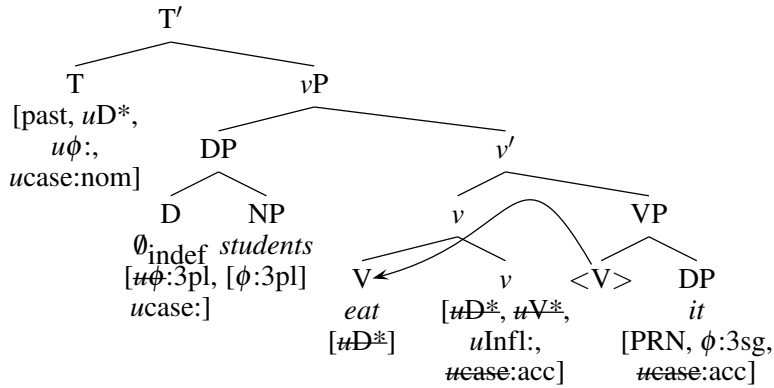 T′
T vP
[past, uD*,
uϕ:,
ucase:nom]
DP v′
D NP v VP
∅indef students
[uϕ:3pl, [ϕ:3pl]
ucase:]
V v <V> DP
eat [uD*, uV*, it
[uD*] uInfl:, [PRN, ϕ:3sg,
ucase:acc] ucase:acc]